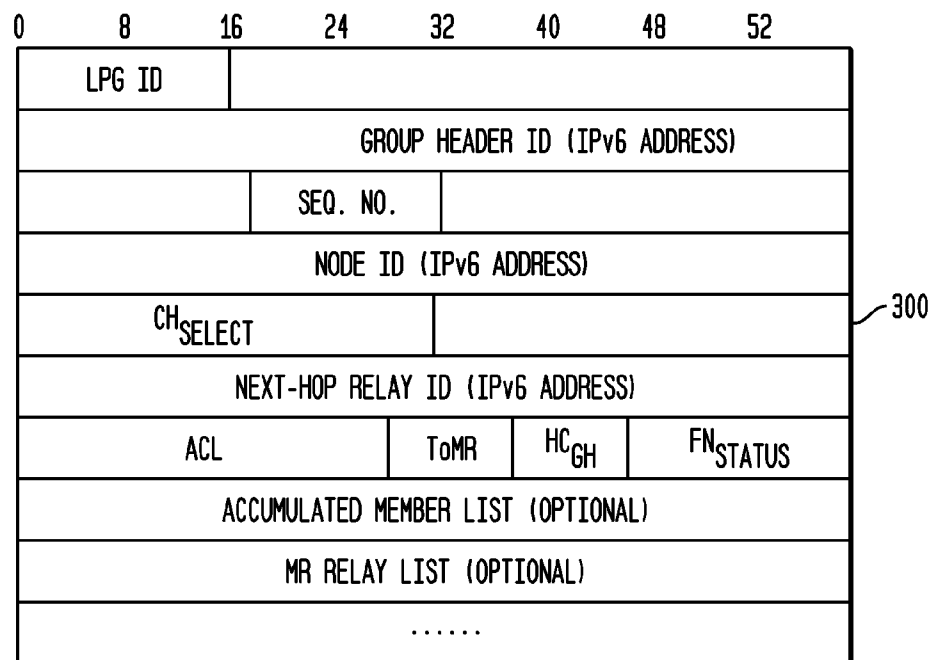 0 8 16 24 32 40 48 52
LPG ID
GROUP HEADER ID (IPv6 ADDRESS)
SEQ. NO.
NODE ID (IPv6 ADDRESS)
CHSELECT
300
NEXT-HOP RELAY ID (IPv6 ADDRESS)
ACL ToMR HCGH FNSTATUS
ACCUMULATED MEMBER LIST (OPTIONAL)
MR RELAY LIST (OPTIONAL)
......